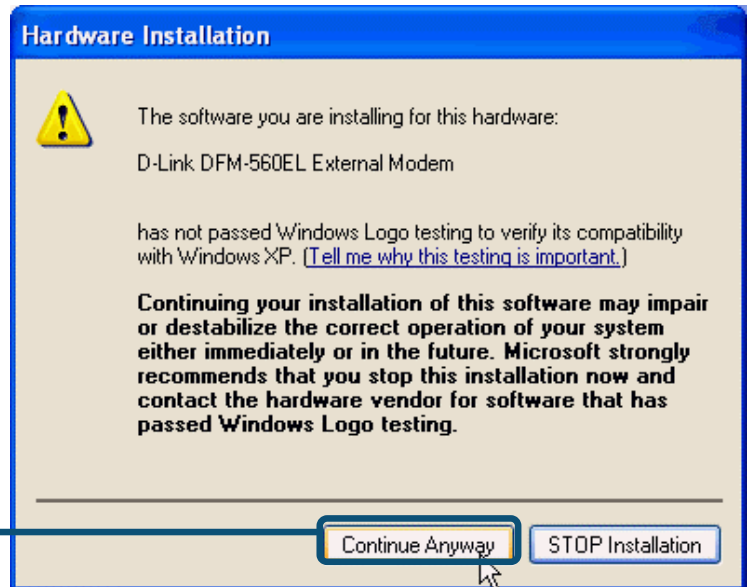 Hardware Installation
The software you are installing for this hardware:
D-Link DFM-560EL External Modem
has not passed Windows Logo testing to verify its compatibility
with Windows XP. (Tell me why this testing is important.)
Continuing your installation of this software may impair
or destabilize the correct operation of your system
either immediately or in the future. Microsoft strongly
recommends that you stop this installation now and
contact the hardware vendor for software that has
passed Windows Logo testing.
Continue Anyway
STOP Installation